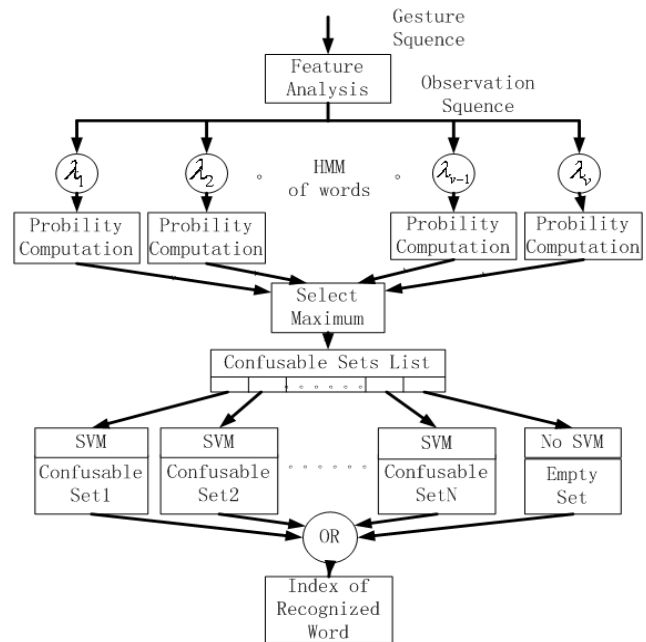 Gesture
Squence
Feature
Analysis
Observation
Squence
λ1
λ2
HMM
of words
λv-1
λv
Probility
Computation
Probility
Computation
Probility
Computation
Probility
Computation
Select
Maximum
Confusable Sets List
SVM
Confusable
Set1
SVM
Confusable
Set2
SVM
Confusable
SetN
No SVM
Empty
Set
OR
Index of
Recognized
Word